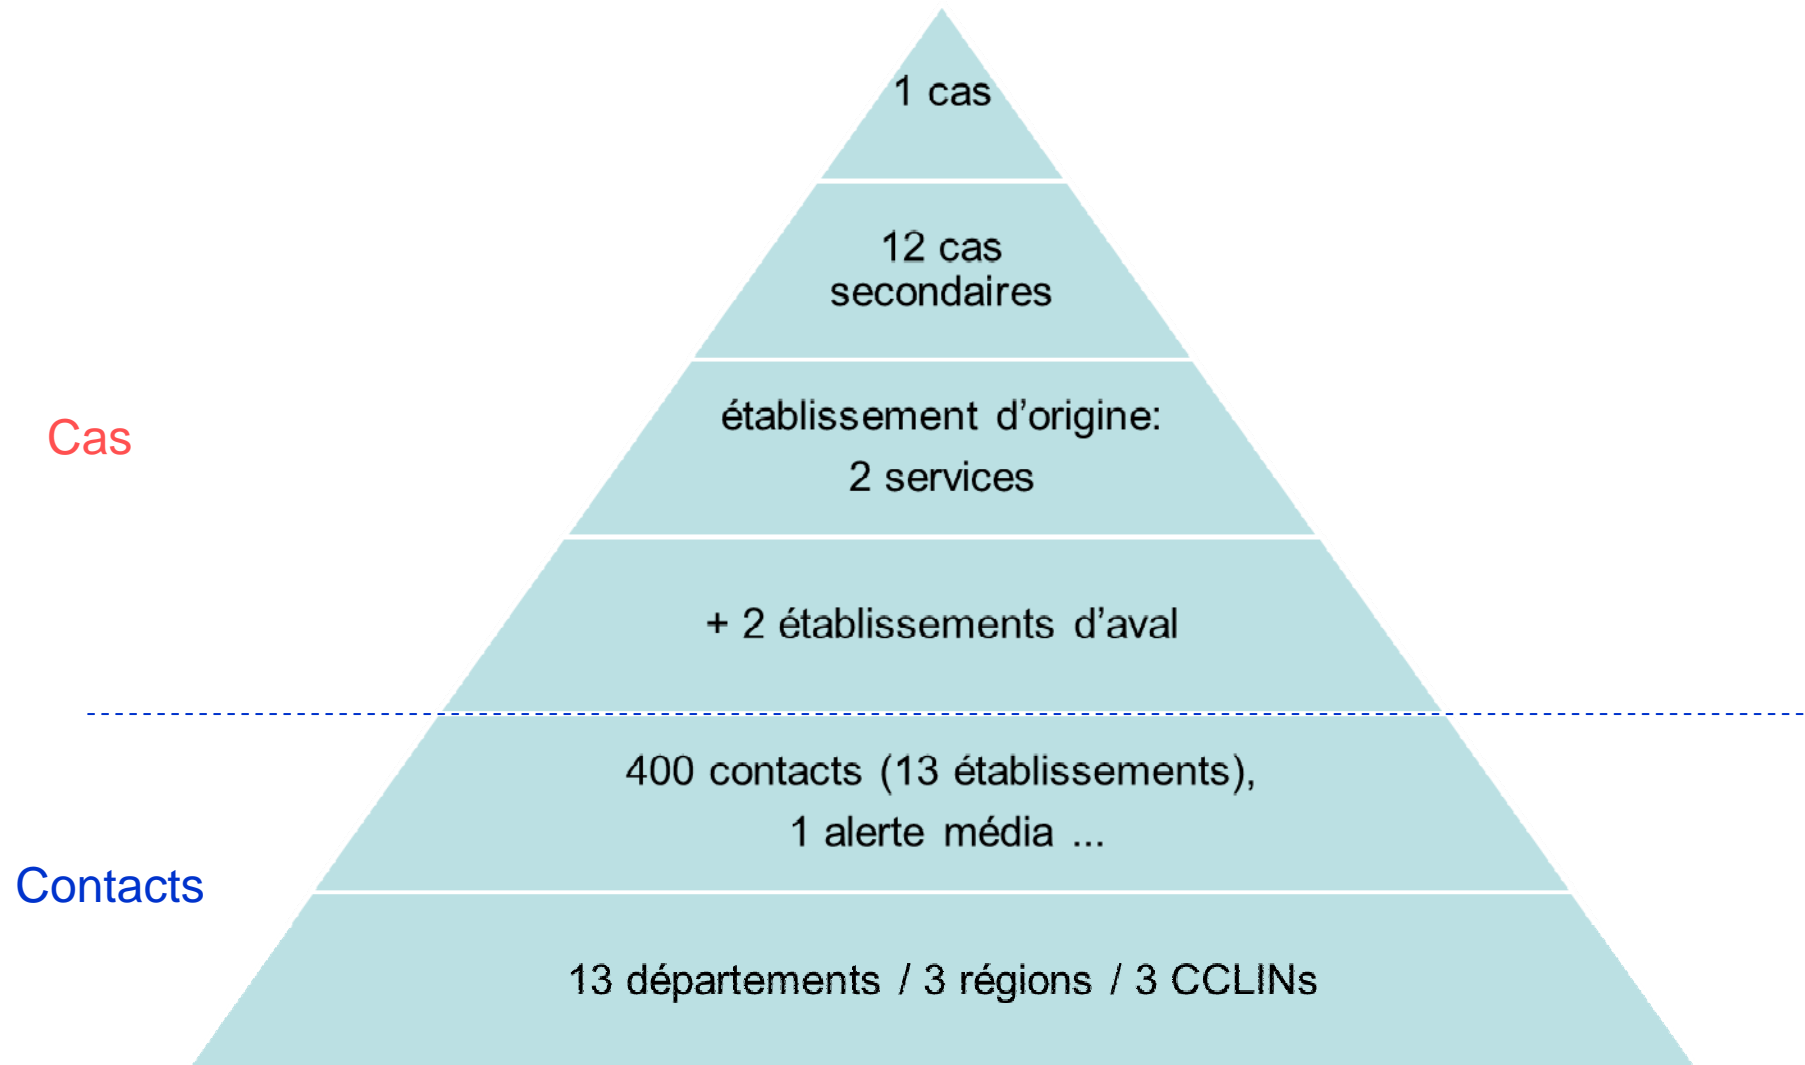 1 cas
12 cas
secondaires
établissement d’origine:
2 services
Cas
+ 2 établissements d’aval
400 contacts (13 établissements),
1 alerte média ...
Contacts
13 départements / 3 régions / 3 CCLINs